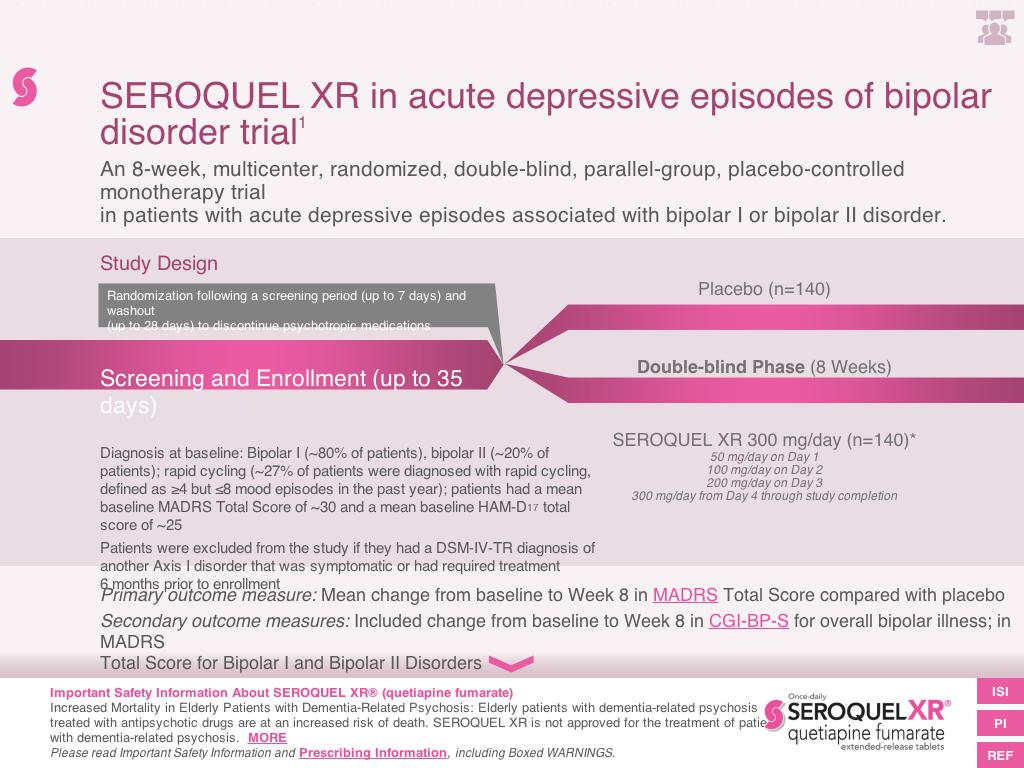 SEROQUEL XR in acute depressive episodes of bipolar
disorder trial1
An 8-week, multicenter, randomized, double-blind, parallel-group, placebo-controlled
monotherapy trial
in patients with acute depressive episodes associated with bipolar I or bipolar II disorder.
Study Design
Randomization following a screening period (up to 7 days) and
washout
(up to 28 days) to discontinue psychotropic medications
Placebo (n=140)
Screening and Enrollment (up to 35
days)
Double-blind Phase (8 Weeks)
SEROQUEL XR 300 mg/day (n=140)*
50 mg/day on Day 1
100 mg/day on Day 2
200 mg/day on Day 3
300 mg/day from Day 4 through study completion
Diagnosis at baseline: Bipolar I (~80% of patients), bipolar II (~20% of
patients); rapid cycling (~27% of patients were diagnosed with rapid cycling,
defined as ≥4 but ≤8 mood episodes in the past year); patients had a mean
baseline MADRS Total Score of ~30 and a mean baseline HAM-D17 total
score of ~25
Patients were excluded from the study if they had a DSM-IV-TR diagnosis of
another Axis I disorder that was symptomatic or had required treatment
6 months prior to enrollment
Primary outcome measure: Mean change from baseline to Week 8 in MADRS Total Score compared with placebo
Secondary outcome measures: Included change from baseline to Week 8 in CGI-BP-S for overall bipolar illness; in
MADRS
Total Score for Bipolar I and Bipolar II Disorders
Important Safety Information About SEROQUEL XR® (quetiapine fumarate)
Increased Mortality in Elderly Patients with Dementia-Related Psychosis: Elderly patients with dementia-related psychosis
treated with antipsychotic drugs are at an increased risk of death. SEROQUEL XR is not approved for the treatment of patie
with dementia-related psychosis. MORE
Please read Important Safety Information and Prescribing Information, including Boxed WARNINGS.
Once-daily
SEROQUEL XR®
quetiapine fumarate
extended-release tablets
ISI
PI
REF